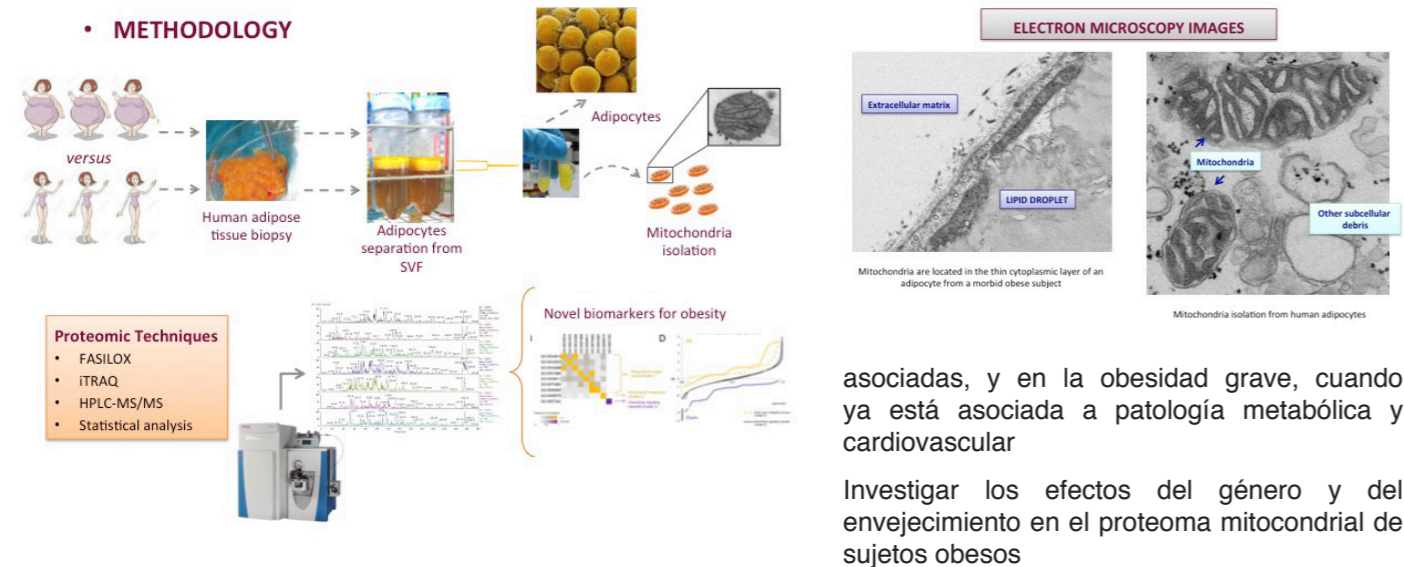 • METHODOLOGY
versus
Human adipose
tissue biopsy
Adipocytes
separation from
SVF
Adipocytes
Mitochondria
isolation
Proteomic Techniques
• FASILOX
• iTRAQ
• HPLC-MS/MS
• Statistical analysis
Novel biomarkers for obesity
D
ELECTRON MICROSCOPY IMAGES
Extracellular matrix
LIPID DROPLET
Mitochondria are located in the thin cytoplasmic layer of an
adipocyte from a morbid obese subject
Mitochondria
Other subcellular
debris
Mitochondria isolation from human adipocytes
asociadas, y en la obesidad grave, cuando
ya está asociada a patología metabólica y
cardiovascular
Investigar los efectos del género y del
envejecimiento en el proteoma mitocondrial de
sujetos obesos